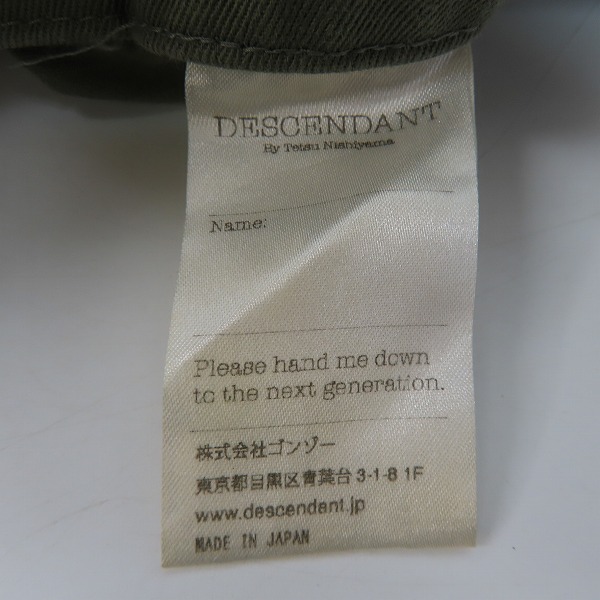 DESCENDANT
By Tetsu Nishiyama
Name:
Please hand me down
to the next generation.
株式会社ゴンゾー
東京都目黒区青葉台 3-1-8 1F
www.descendant.jp
MADE IN JAPAN